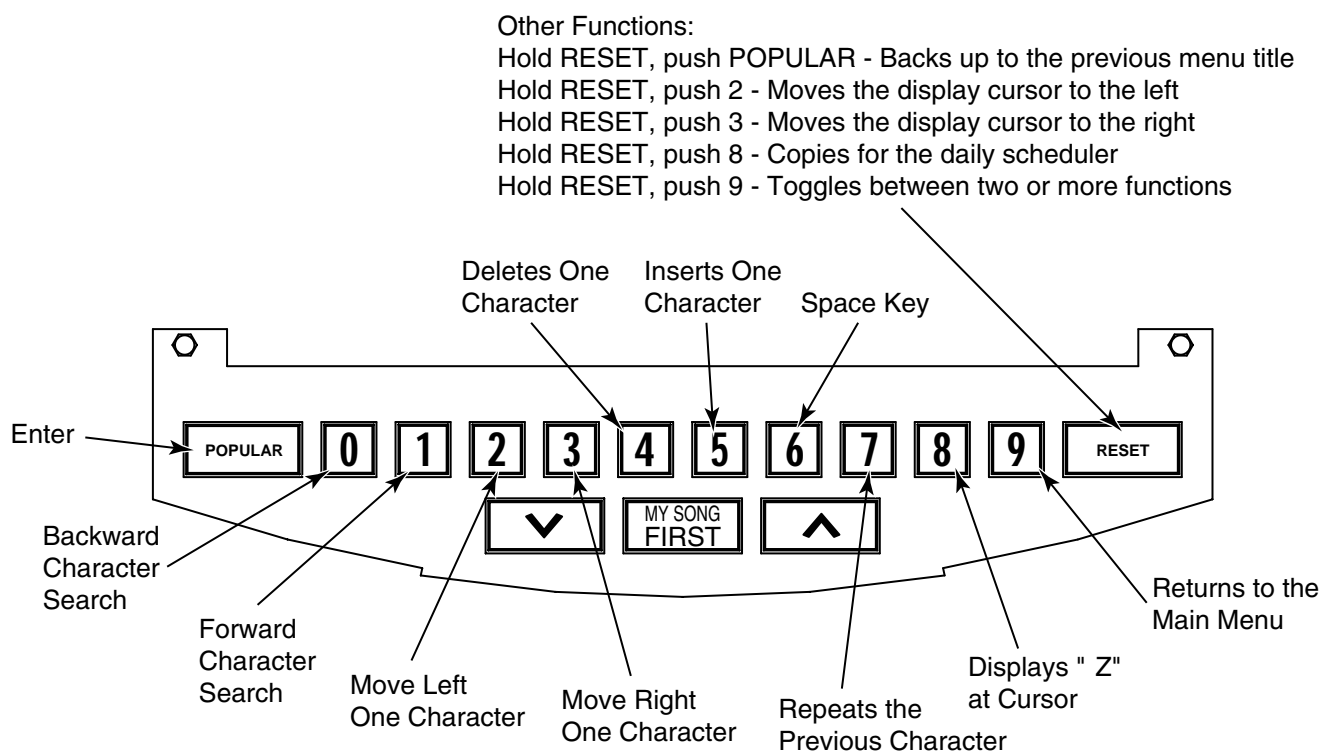 Other Functions:
Hold RESET, push POPULAR - Backs up to the previous menu title
Hold RESET, push 2 - Moves the display cursor to the left
Hold RESET, push 3 - Moves the display cursor to the right
Hold RESET, push 8 - Copies for the daily scheduler
Hold RESET, push 9 - Toggles between two or more functions
Deletes One
Character
Inserts One
Character
Space Key
Enter
POPULAR
0
1
2
3
4
5
6
7
8
9
RESET
MY SONG
FIRST
Backward
Character
Search
Forward
Character
Search
Move Left
One Character
Move Right
One Character
Repeats the
Previous Character
Displays " Z"
at Cursor
Returns to the
Main Menu